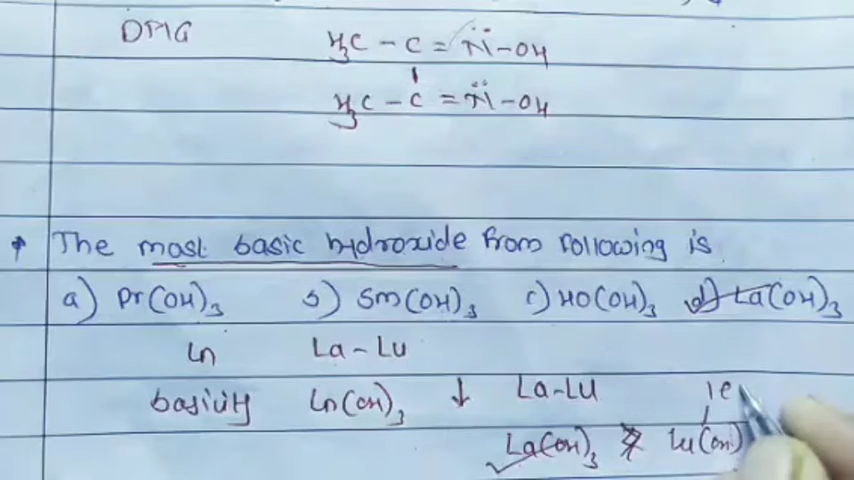 DMG
H₃C - C = N̈ - OH
|
H₃C - C = N̈ - OH
* The most basic hydroxide from following is
a) Pr(OH)₃ b) Sm(OH)₃ c) HO(OH)₃ d) La(OH)₃
Ln La - Lu
basicity Ln(OH)₃ ↓ La-Lu
La(OH)₃ Lu(OH)